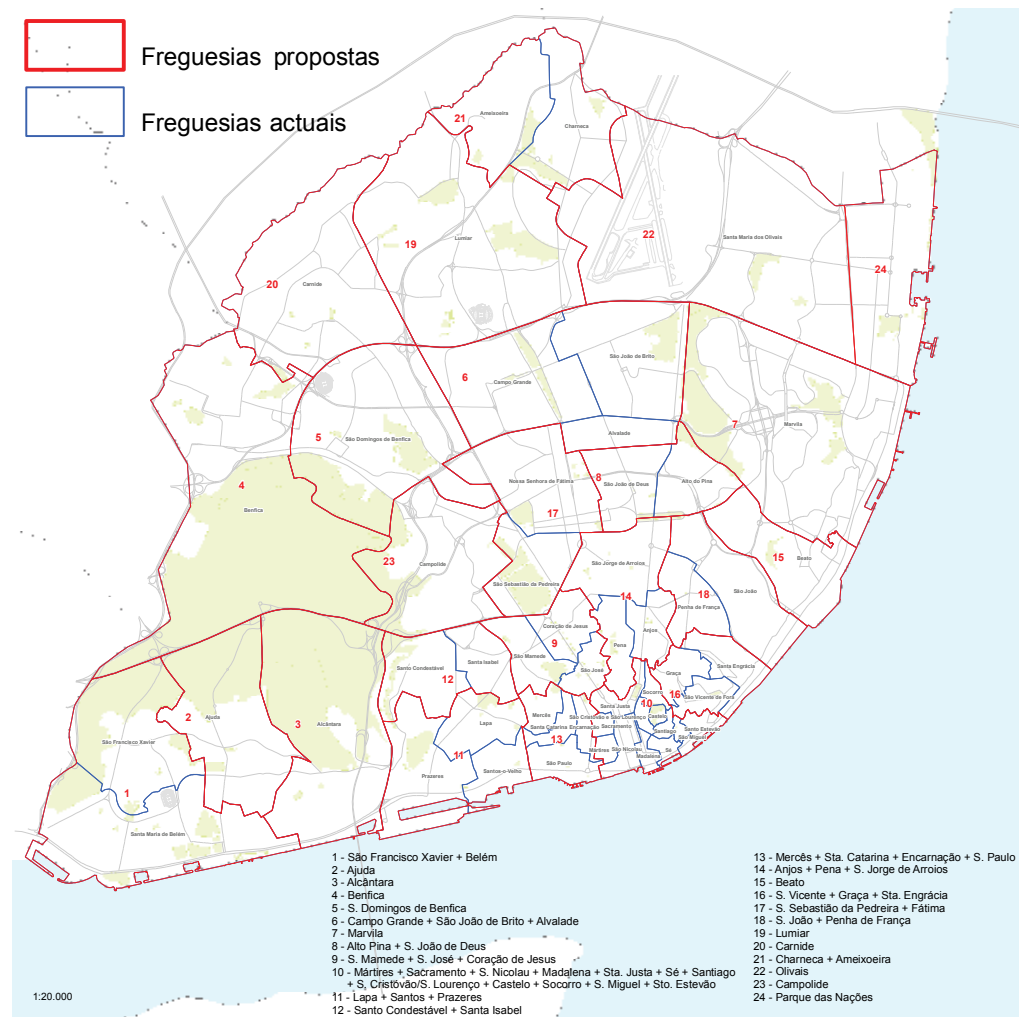 Freguesias propostas
Freguesias actuais
21
Ameixoeira
Charneca
22
Santa Maria dos Olivais
19
Lumiar
24
20
Carnide
São João de Brito
6
Campo Grande
7
Marvila
Alvalade
5
São Domingos de Benfica
8
Nossa Senhora de Fátima
São João de Deus
Alto do Pina
4
Benfica
17
23
Campolide
15
Beato
São Jorge de Arroios
São Sebastião da Pedreira
18
São João
14
Penha de França
Coração de Jesus
Anjos
9
Pena
São Mamede
Santa Isabel
Santo Condestável
São José
Graça
Santa Engrácia
12
16
São Vicente de Fora
Socorro
10
Santa Justa
Castelo
São Cristóvão e São Lourenço
Mercês
Santa Catarina
Encarnação
Sacramento
Santiago
Santo Estevão
São Miguel
Lapa
13
Mártires
São Nicolau
Madalena
Sé
2
Ajuda
3
Alcântara
São Francisco Xavier
11
São Paulo
Prazeres
Santos-o-Velho
1
Santa Maria de Belém
1 - São Francisco Xavier + Belém
2 - Ajuda
3 - Alcântara
4 - Benfica
5 - S. Domingos de Benfica
6 - Campo Grande + São João de Brito + Alvalade
7 - Marvila
8 - Alto Pina + S. João de Deus
9 - S. Mamede + S. José + Coração de Jesus
10 - Mártires + Sacramento + S. Nicolau + Madalena + Sta. Justa + Sé + Santiago
+ S, Cristóvão/S. Lourenço + Castelo + Socorro + S. Miguel + Sto. Estevão
11 - Lapa + Santos + Prazeres
12 - Santo Condestável + Santa Isabel
13 - Mercês + Sta. Catarina + Encarnação + S. Paulo
14 - Anjos + Pena + S. Jorge de Arroios
15 - Beato
16 - S. Vicente + Graça + Sta. Engrácia
17 - S. Sebastião da Pedreira + Fátima
18 - S. João + Penha de França
19 - Lumiar
20 - Carnide
21 - Charneca + Ameixoeira
22 - Olivais
23 - Campolide
24 - Parque das Nações
1:20.000